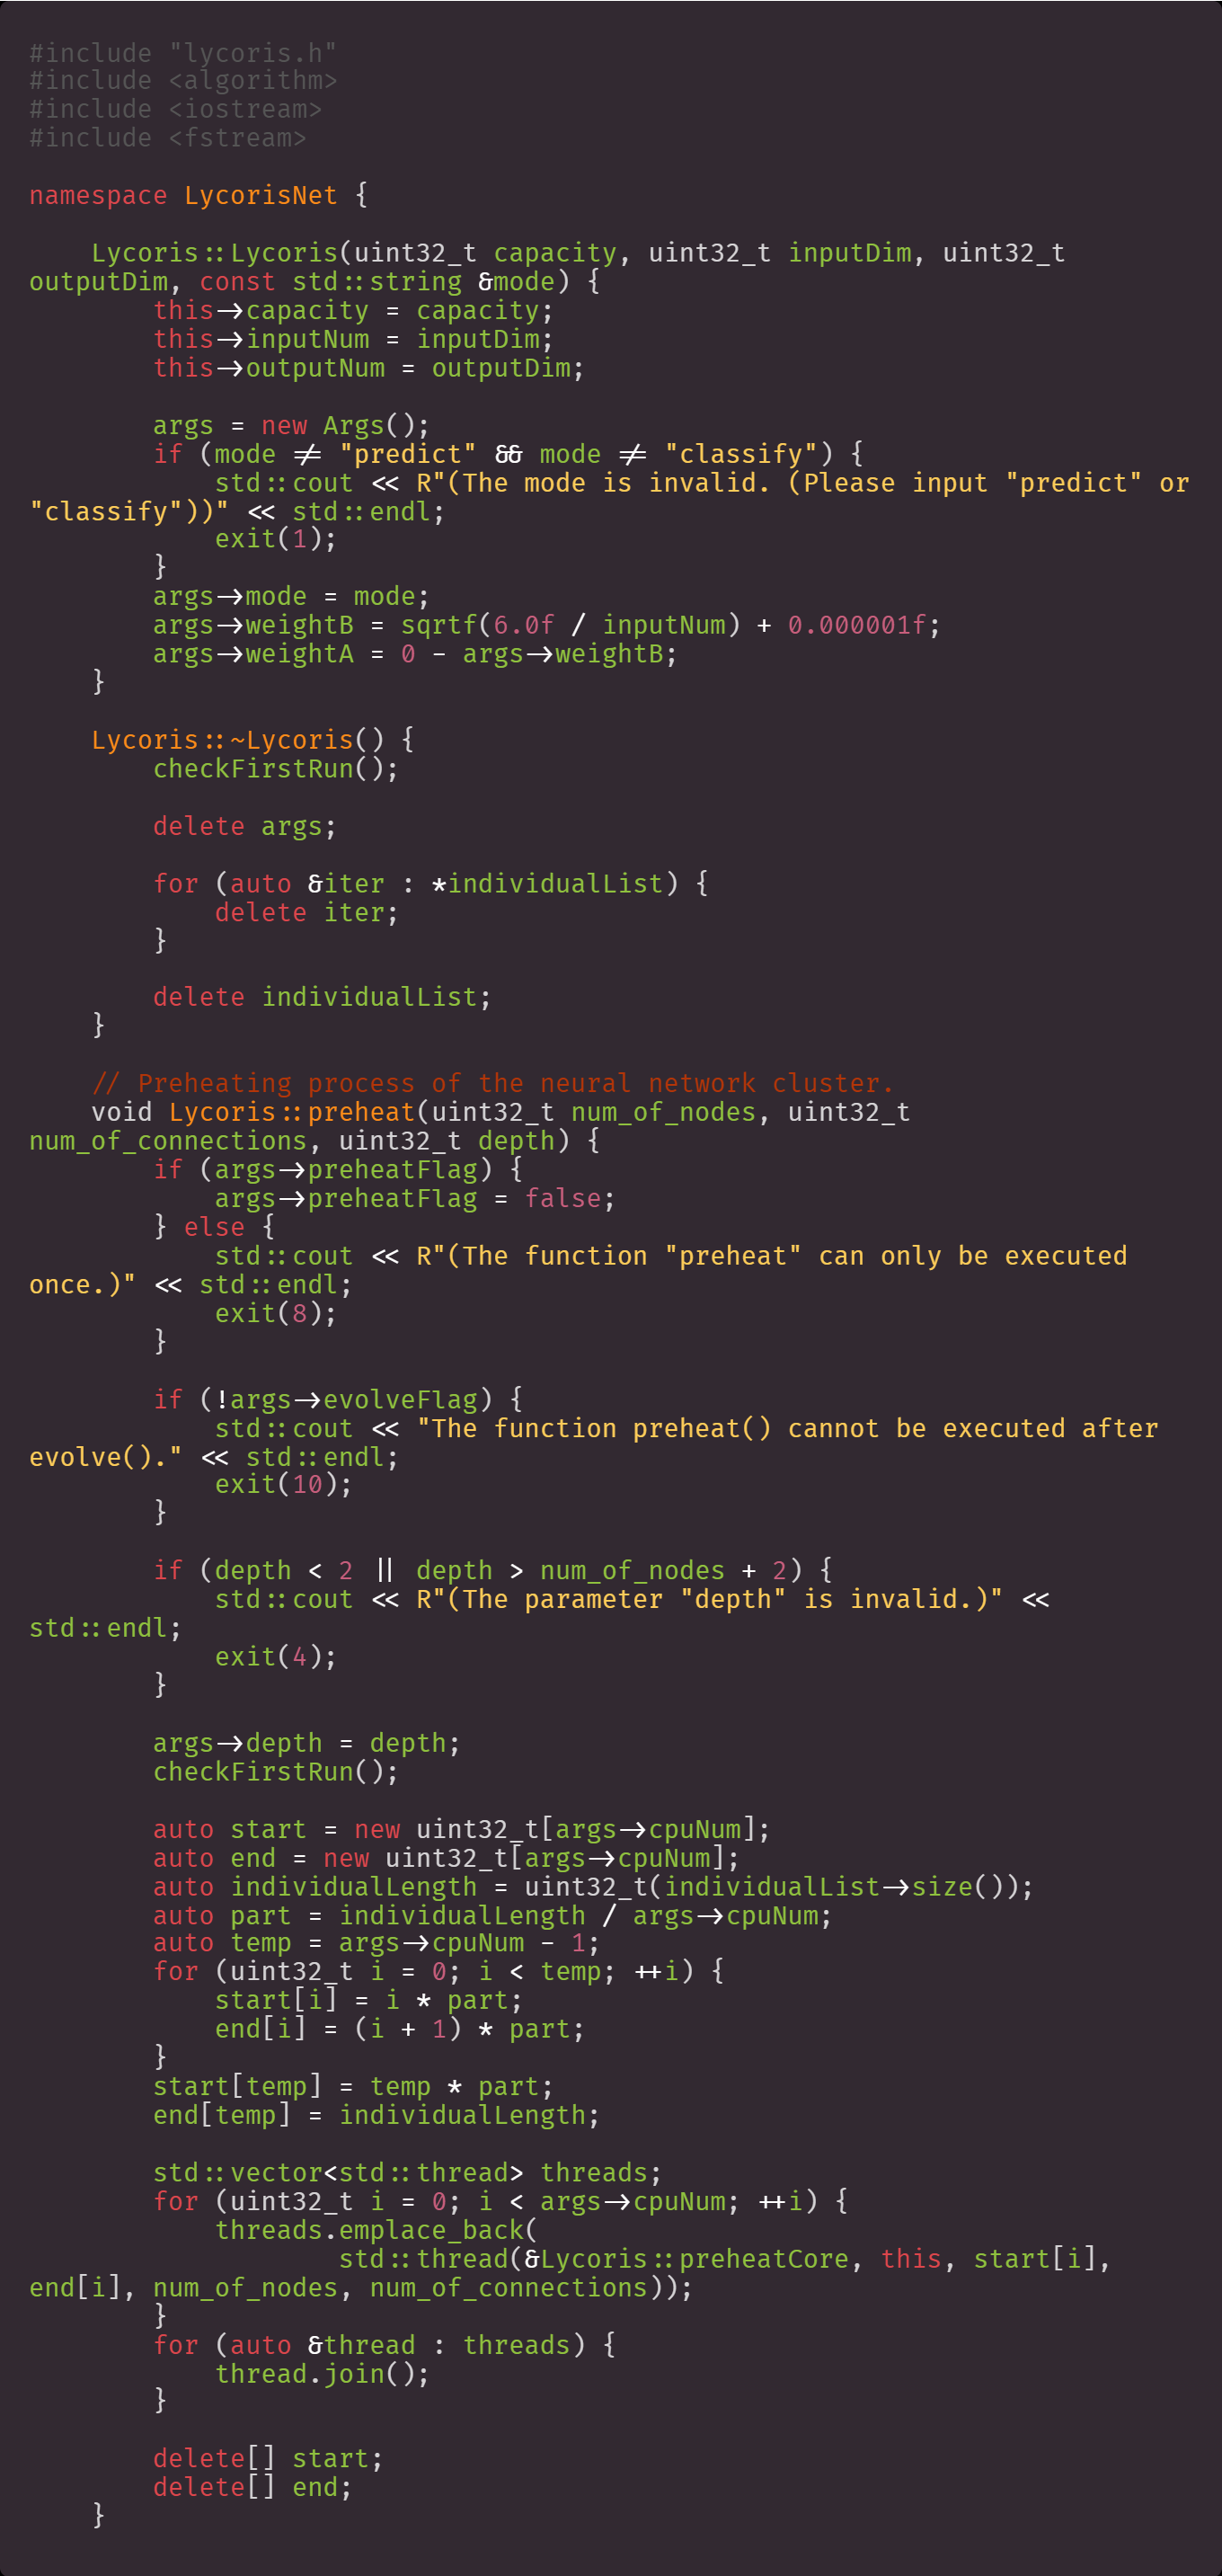 #include "lycoris.h"
#include <algorithm>
#include <iostream>
#include <fstream>

namespace LycorisNet {

    Lycoris::Lycoris(uint32_t capacity, uint32_t inputDim, uint32_t
outputDim, const std::string &mode) {
        this->capacity = capacity;
        this->inputNum = inputDim;
        this->outputNum = outputDim;

        args = new Args();
        if (mode != "predict" && mode != "classify") {
            std::cout << R"(The mode is invalid. (Please input "predict" or
"classify"))" << std::endl;
            exit(1);
        }
        args->mode = mode;
        args->weightB = sqrtf(6.0f / inputNum) + 0.000001f;
        args->weightA = 0 - args->weightB;
    }

    Lycoris::~Lycoris() {
        checkFirstRun();

        delete args;

        for (auto &iter : *individualList) {
            delete iter;
        }

        delete individualList;
    }

    // Preheating process of the neural network cluster.
    void Lycoris::preheat(uint32_t num_of_nodes, uint32_t
num_of_connections, uint32_t depth) {
        if (args->preheatFlag) {
            args->preheatFlag = false;
        } else {
            std::cout << R"(The function "preheat" can only be executed
once.)" << std::endl;
            exit(8);
        }

        if (!args->evolveFlag) {
            std::cout << "The function preheat() cannot be executed after
evolve()." << std::endl;
            exit(10);
        }

        if (depth < 2 || depth > num_of_nodes + 2) {
            std::cout << R"(The parameter "depth" is invalid.)" <<
std::endl;
            exit(4);
        }

        args->depth = depth;
        checkFirstRun();

        auto start = new uint32_t[args->cpuNum];
        auto end = new uint32_t[args->cpuNum];
        auto individualLength = uint32_t(individualList->size());
        auto part = individualLength / args->cpuNum;
        auto temp = args->cpuNum - 1;
        for (uint32_t i = 0; i < temp; ++i) {
            start[i] = i * part;
            end[i] = (i + 1) * part;
        }
        start[temp] = temp * part;
        end[temp] = individualLength;

        std::vector<std::thread> threads;
        for (uint32_t i = 0; i < args->cpuNum; ++i) {
            threads.emplace_back(
                    std::thread(&Lycoris::preheatCore, this, start[i],
end[i], num_of_nodes, num_of_connections));
        }
        for (auto &thread : threads) {
            thread.join();
        }

        delete[] start;
        delete[] end;
    }